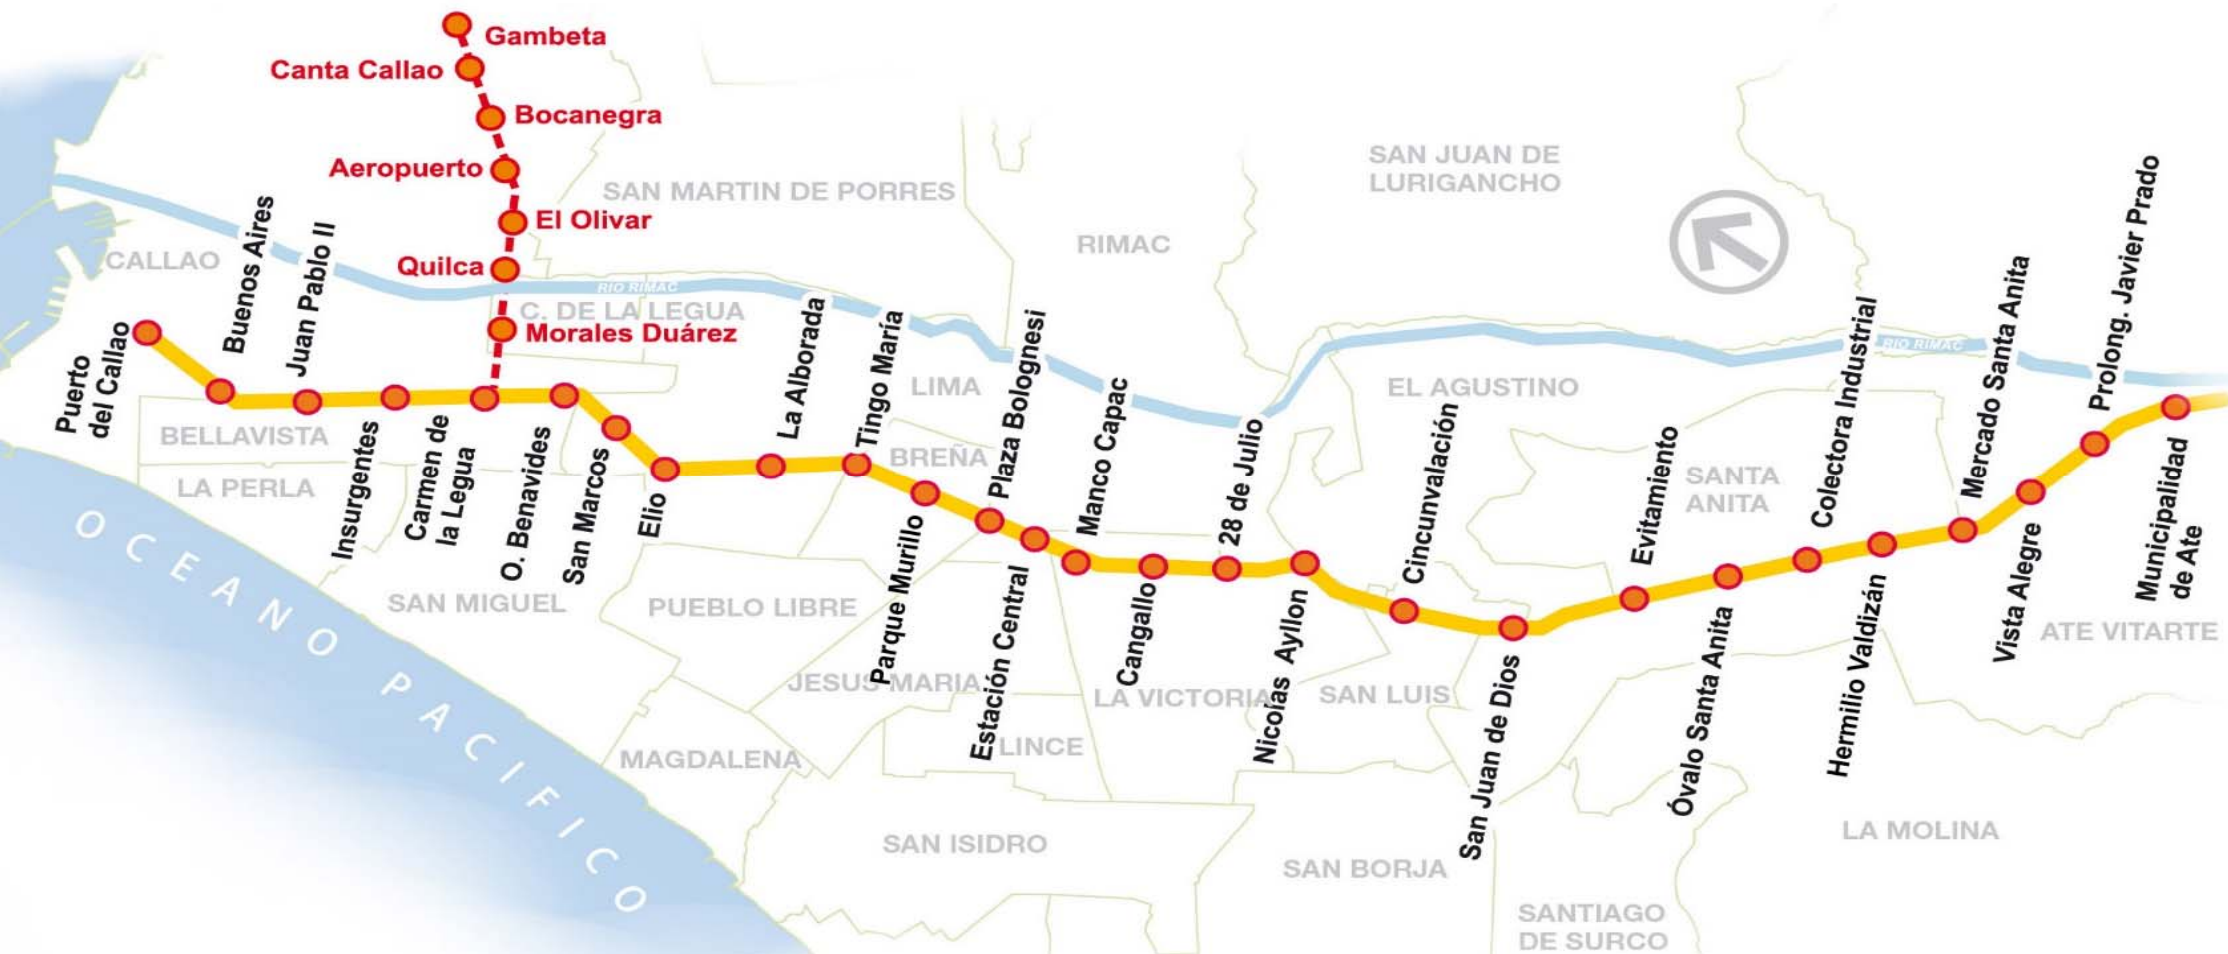 Gambeta
Canta Callao
Bocanegra
Aeropuerto
El Olivar
Quilca
Morales Duárez
SAN MARTIN DE PORRES
RIMAC
SAN JUAN DE
LURIGANCHO
CALLAO
RIO RIMAC
C. DE LA LEGUA
RIO RIMAC
LIMA
BREÑA
EL AGUSTINO
SANTA
ANITA
BELLAVISTA
LA PERLA
SAN MIGUEL
PUEBLO LIBRE
JESUS MARIA
MAGDALENA
LINCE
LA VICTORIA
SAN LUIS
SAN ISIDRO
SAN BORJA
SANTIAGO
DE SURCO
LA MOLINA
ATE VITARTE
OCEANO PACIFICO
Puerto
del Callao
Buenos Aires
Juan Pablo II
Insurgentes
Carmen de
la Legua
O. Benavides
San Marcos
Elio
La Alborada
Tingo María
Parque Murillo
Plaza Bolognesi
Estación Central
Manco Capac
Cangallo
28 de Julio
Nicolas Ayllon
Cincunvalación
San Juan de Dios
Evitamiento
Óvalo Santa Anita
Colectora Industrial
Hermilio Valdizán
Mercado Santa Anita
Vista Alegre
Prolong. Javier Prado
Municipalidad
de Ate